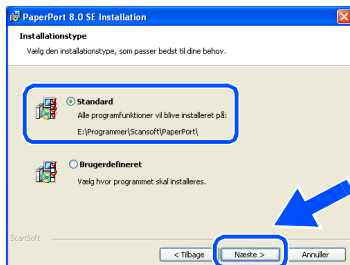 PaperPort 8.0 SE Installation
Installationstype
Vælg den installationstype, som passer bedst til dine behov.
Standard
Alle programfunktioner vil blive installeret på:
E:\Programmer\Scansoft\PaperPort\
Brugerdefineret
Vælg hvor programmet skal installeres.
ScanSoft
< Tilbage
Næste >
Annuller